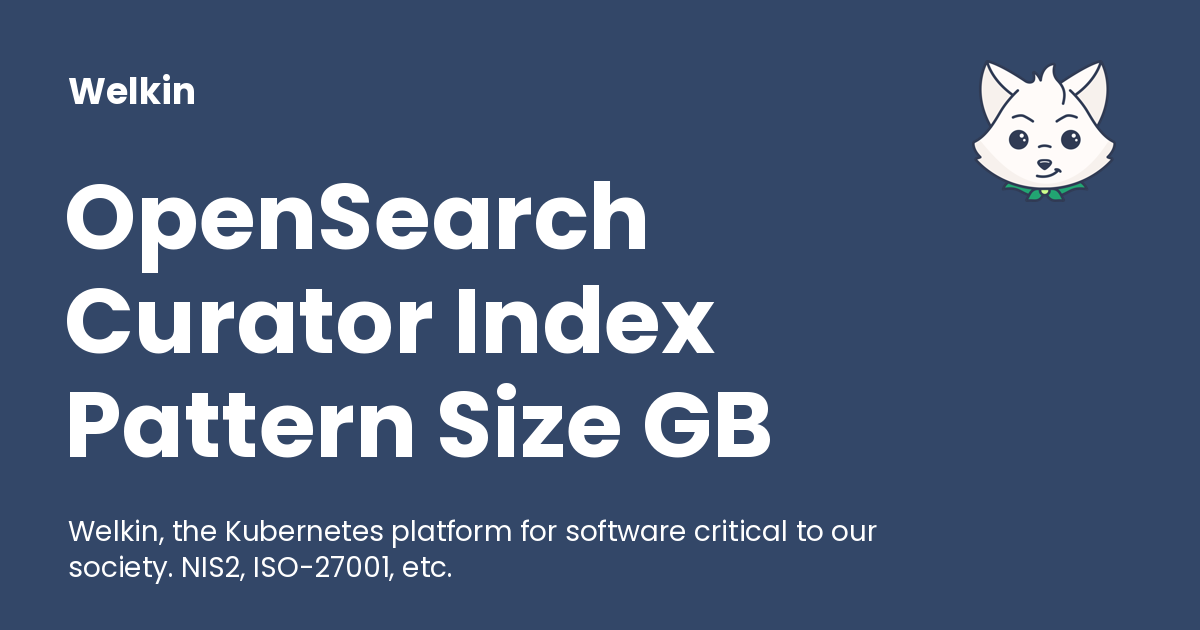 Welkin
OpenSearch
Curator Index
Pattern Size GB
Welkin, the Kubernetes platform for software critical to our
society. NIS2, ISO-27001, etc.